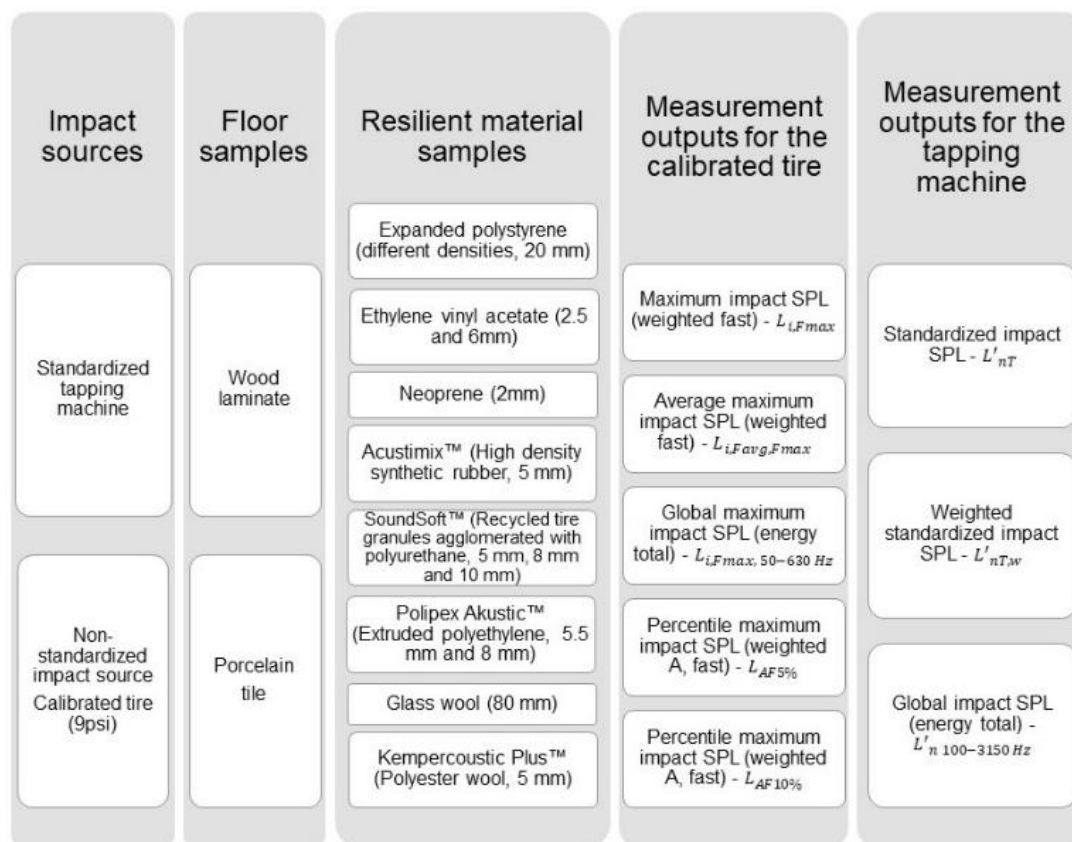 Impact
sources
Standardized
tapping
machine
Non-
standardized
impact source
Calibrated tire
(9psi)
Floor
samples
Wood
laminate
Porcelain
tile
Resilient material
samples
Expanded polystyrene
(different densities, 20 mm)
Ethylene vinyl acetate (2.5
and 6mm)
Neoprene (2mm)
Acustimix™ (High density
synthetic rubber, 5 mm)
SoundSoft™ (Recycled tire
granules agglomerated with
polyurethane, 5 mm, 8 mm
and 10 mm)
Polipex Akustic™
(Extruded polyethylene, 5.5
mm and 8 mm)
Glass wool (80 mm)
Kempercoustic Plus™
(Polyester wool, 5 mm)
Measurement
outputs for the
calibrated tire
Maximum impact SPL
(weighted fast) - L_{i,Fmax}
Average maximum
impact SPL (weighted
fast) - L_{i,Favg,Fmax}
Global maximum
impact SPL (energy
total) - L_{i,Fmax, 50–630 Hz}
Percentile maximum
impact SPL (weighted
A, fast) - L_{AF5%}
Percentile maximum
impact SPL (weighted
A, fast) - L_{AF10%}
Measurement
outputs for the
tapping
machine
Standardized impact
SPL - L'_{nT}
Weighted
standardized impact
SPL - L'_{nT,w}
Global impact SPL
(energy total) -
L'_{n 100–3150 Hz}